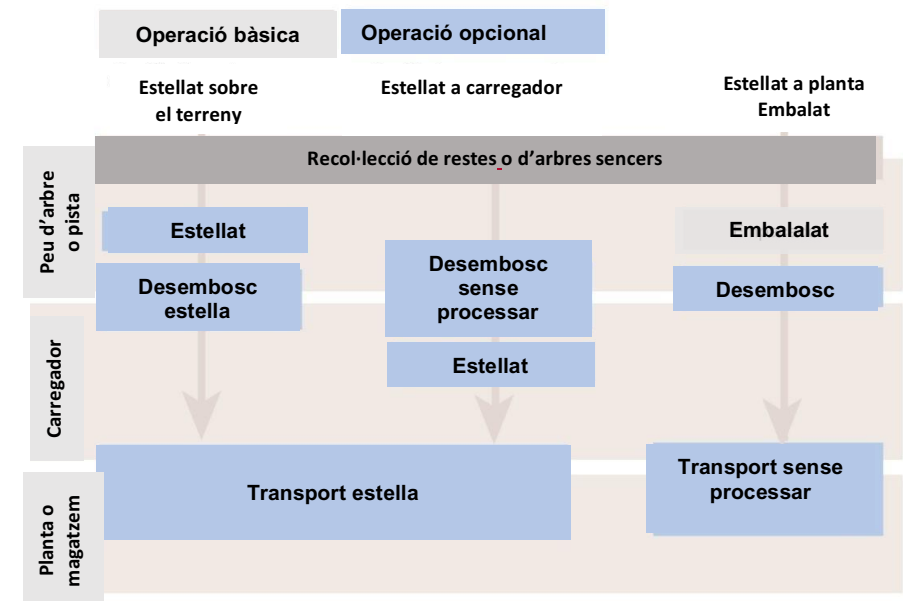 Operació bàsica
Operació opcional
Estellat sobre
el terreny
Estellat a carregador
Estellat a planta
Embalat
Recol·lecció de restes o d'arbres sencers
Peu d'arbre
o pista
Estellat
Desembosc
estella
Desembosc
sense
processar
Estellat
Embalalat
Desembosc
Carregador
Transport estella
Transport sense
processar
Planta o
magatzem